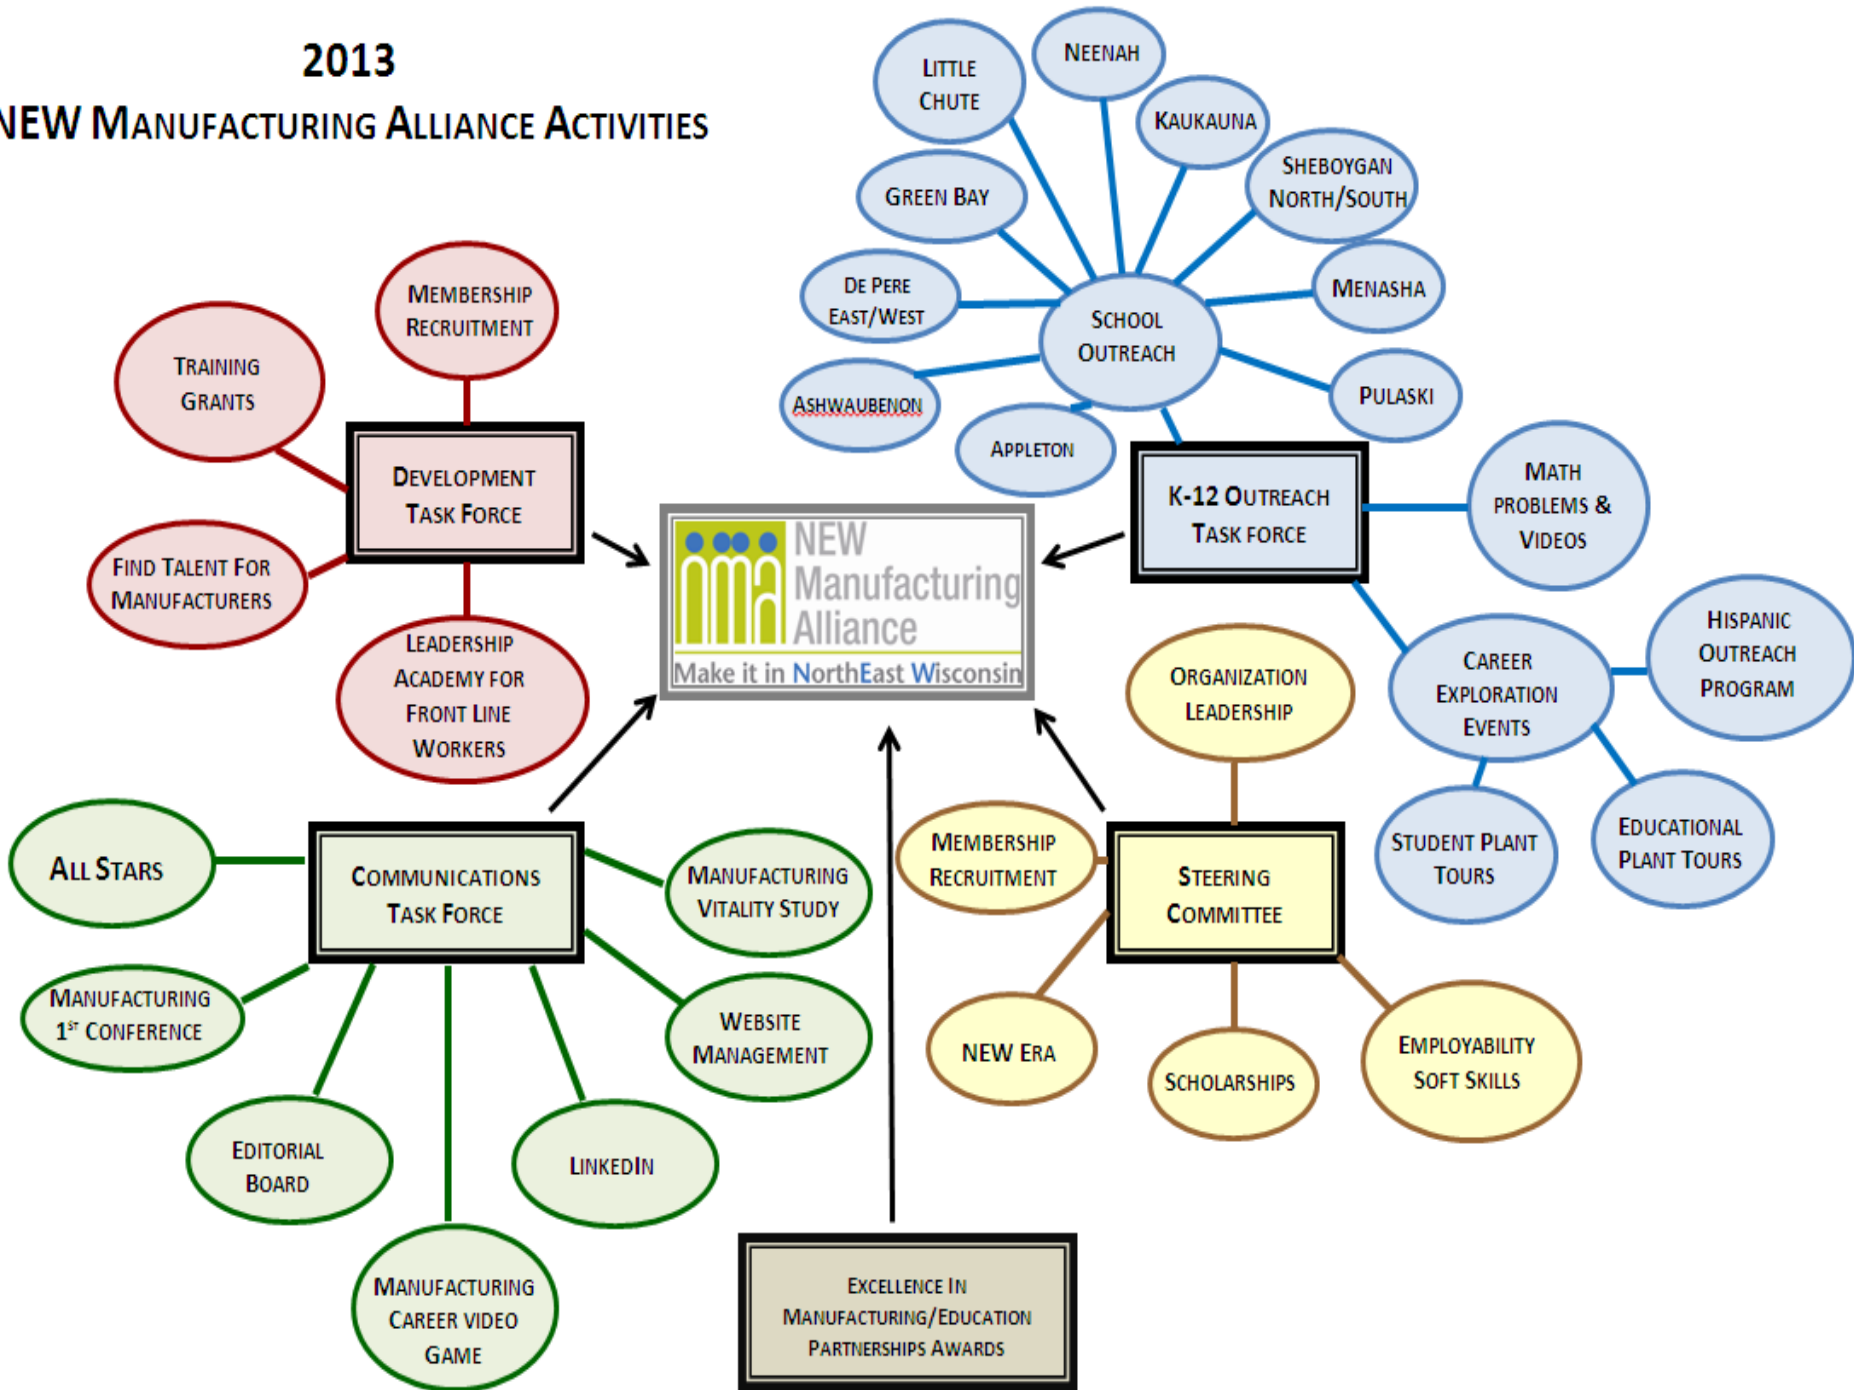 2013
NEW MANUFACTURING ALLIANCE ACTIVITIES
LITTLE
CHUTE
NEENAH
KAUKAUNA
SHEBOYGAN
NORTH/SOUTH
GREEN BAY
MENASHA
DE PERE
EAST/WEST
SCHOOL
OUTREACH
PULASKI
ASHWAUBENON
APPLETON
MEMBERSHIP
RECRUITMENT
TRAINING
GRANTS
DEVELOPMENT
TASK FORCE
FIND TALENT FOR
MANUFACTURERS
LEADERSHIP
ACADEMY FOR
FRONT LINE
WORKERS
K-12 OUTREACH
TASK FORCE
MATH
PROBLEMS &
VIDEOS
HISPANIC
OUTREACH
PROGRAM
CAREER
EXPLORATION
EVENTS
STUDENT PLANT
TOURS
EDUCATIONAL
PLANT TOURS
nma
NEW
Manufacturing
Alliance
Make it in NorthEast Wisconsin
ORGANIZATION
LEADERSHIP
MEMBERSHIP
RECRUITMENT
STEERING
COMMITTEE
NEW ERA
SCHOLARSHIPS
EMPLOYABILITY
SOFT SKILLS
ALL STARS
COMMUNICATIONS
TASK FORCE
MANUFACTURING
VITALITY STUDY
MANUFACTURING
1ST CONFERENCE
WEBSITE
MANAGEMENT
EDITORIAL
BOARD
LINKEDIN
MANUFACTURING
CAREER VIDEO
GAME
EXCELLENCE IN
MANUFACTURING/EDUCATION
PARTNERSHIPS AWARDS